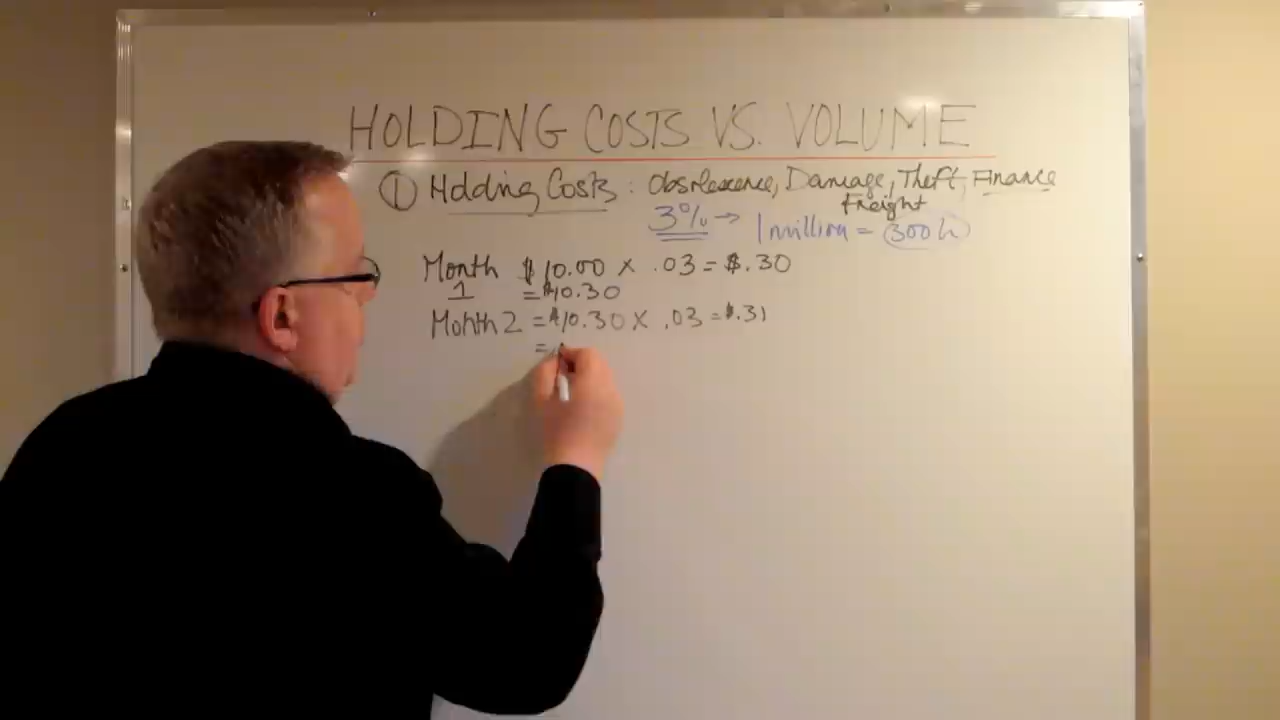 HOLDING COSTS VS. VOLUME
① Holding Costs : Obsolescence, Damage, Theft, Finance
freight
3% → 1 million = 300
Month $10.00 x .03 = $.30
1 = $10.30
Month 2 = $10.30 x .03 = $.31
=